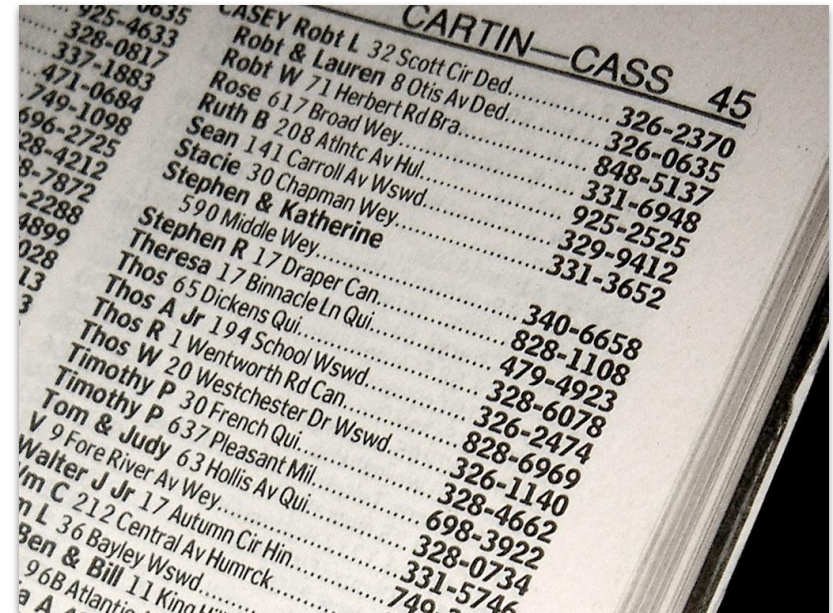 CARTIN—CASS 45
0635
925-4633
328-0817
337-1883
471-0684
749-1098
696-2725
28-4212
8-7872
-2288
4899
028
13
3
CASEY Robt L 32 Scott Cir Ded 326-2370
Robt & Lauren 8 Otis Av Ded 326-0635
Robt W 71 Herbert Rd Bra 848-5137
Rose 617 Broad Wey 331-6948
Ruth B 208 Atlntc Av Hul 925-2525
Sean 141 Carroll Av Wswd 329-9412
Stacie 30 Chapman Wey 331-3652
Stephen & Katherine
590 Middle Wey 340-6658
Stephen R 17 Draper Can 828-1108
Theresa 17 Binnacle Ln Qui 479-4923
Thos 65 Dickens Qui 328-6078
Thos A Jr 194 School Wswd 326-2474
Thos R 1 Wentworth Rd Can 828-6969
Thos W 20 Westchester Dr Wswd 326-1140
Timothy P 30 French Qui 328-4662
Timothy P 637 Pleasant Mil 698-3922
Tom & Judy 63 Hollis Av Qui 328-0734
V 9 Fore River Av Wey 331-5746
Walter J Jr 17 Autumn Cir Hin 749-
m C 212 Central Av Humrck
L 36 Bayley Wswd
Ben & Bill 11 King
96B Atlantic
A